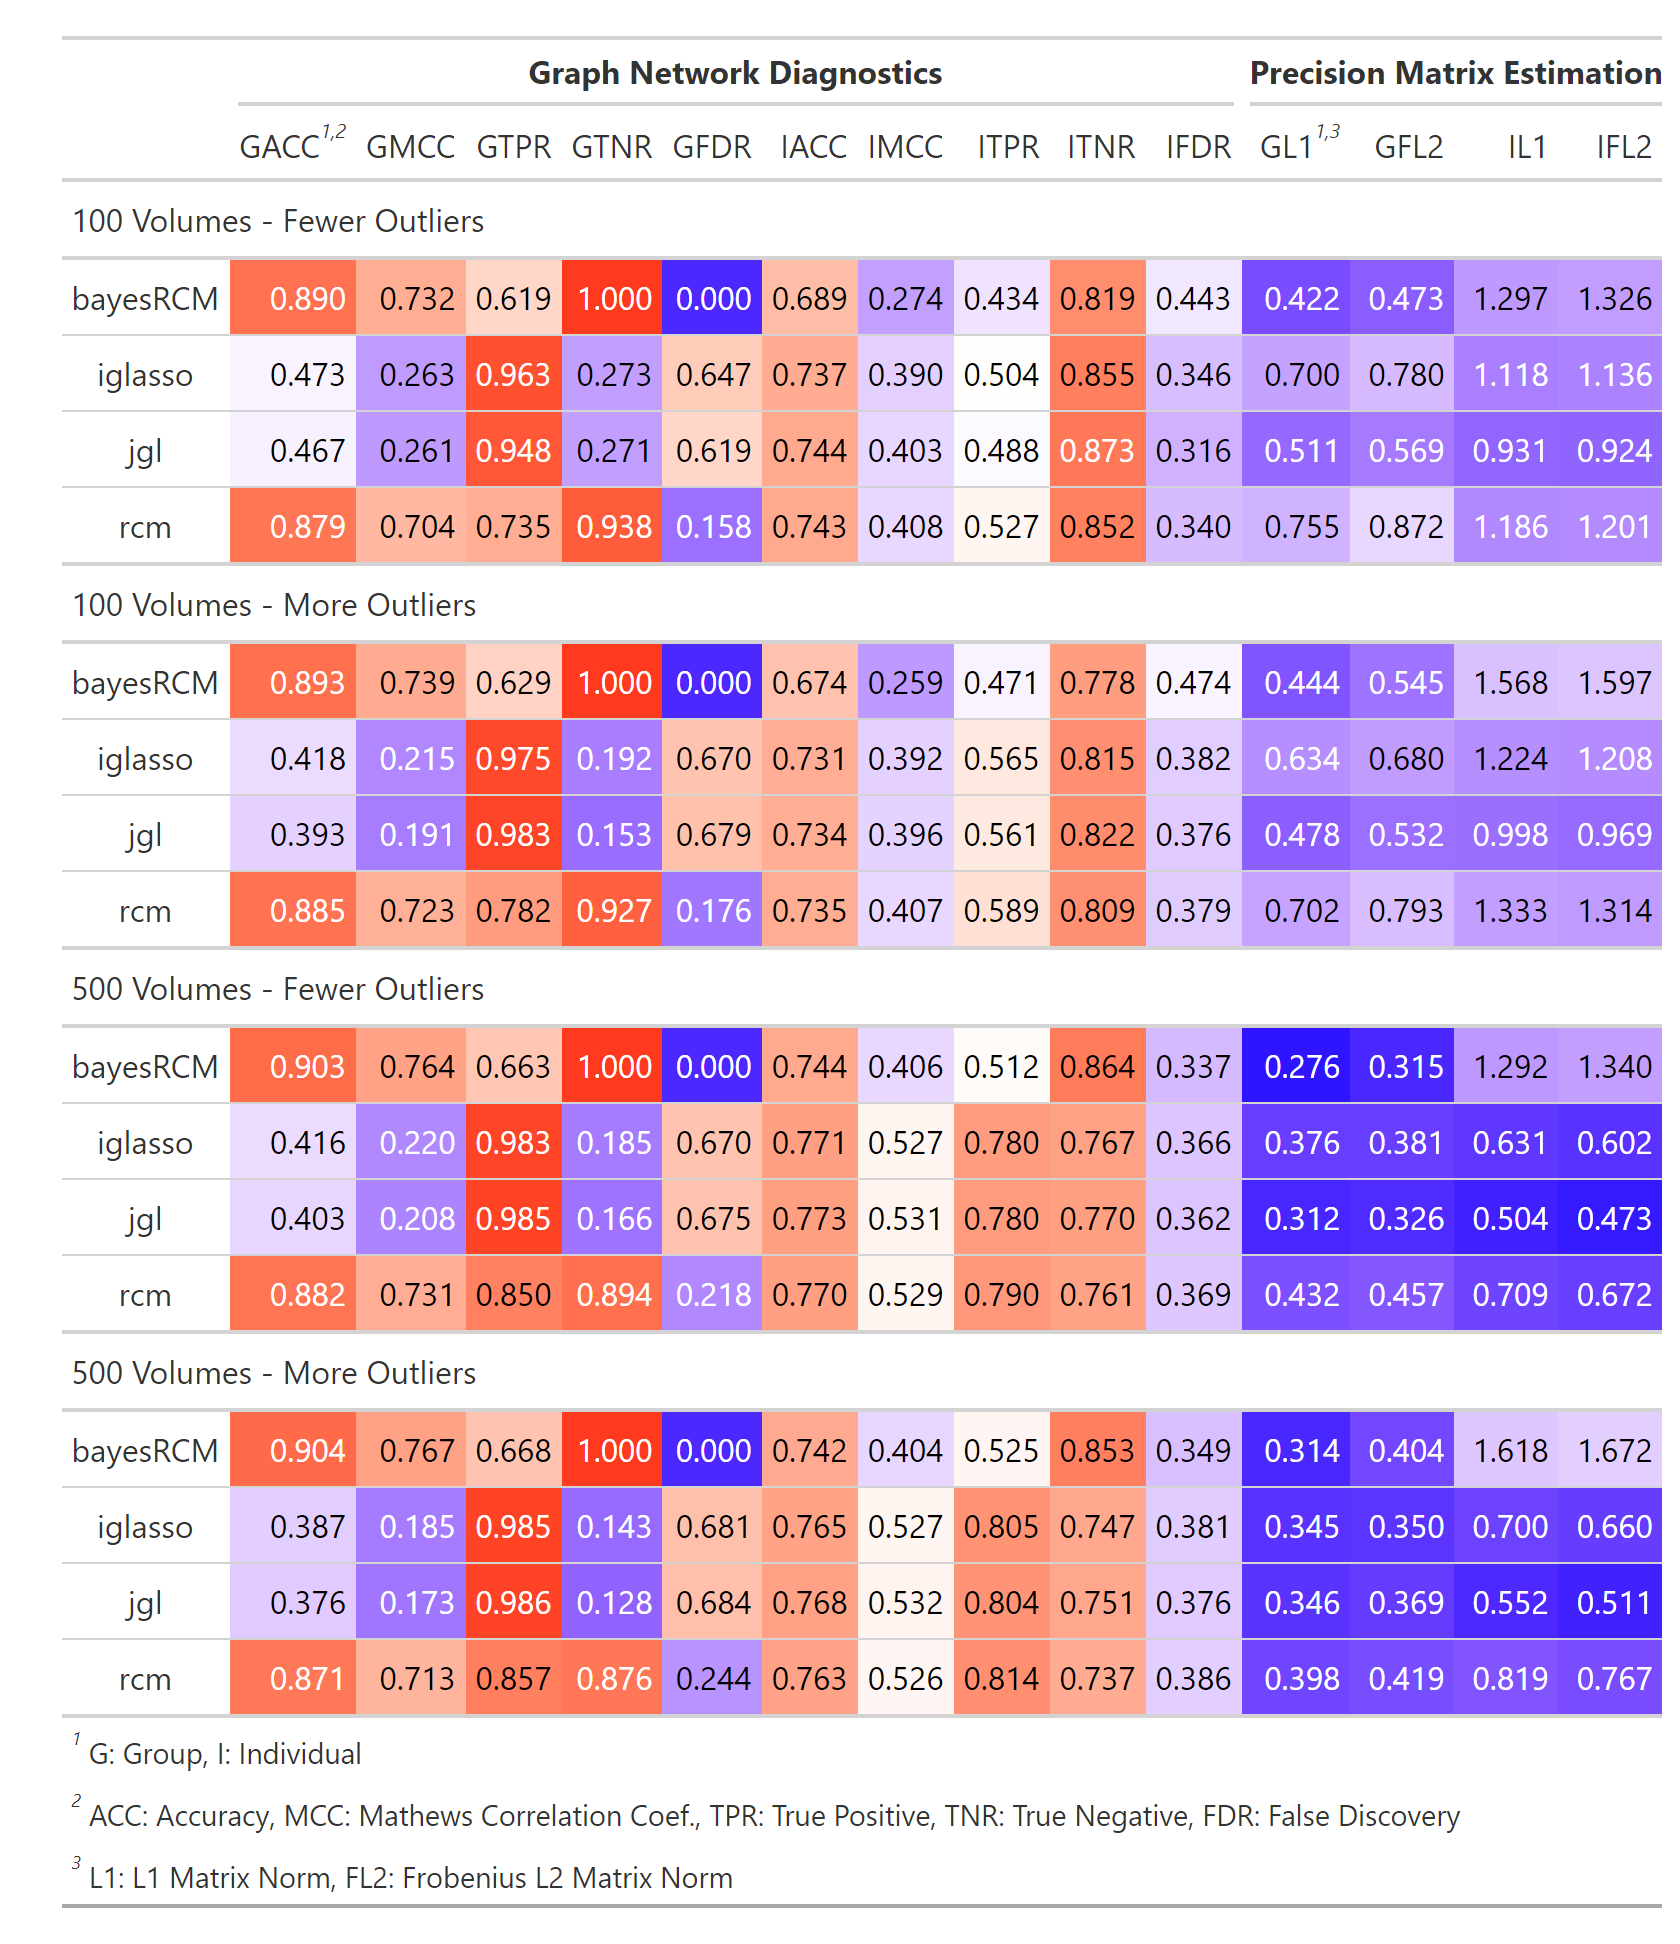 Graph Network Diagnostics Precision Matrix Estimation
GACC1,2 GMCC GTPR GTNR GFDR IACC IMCC ITPR ITNR IFDR GL11,3 GFL2 IL1 IFL2
100 Volumes - Fewer Outliers
bayesRCM 0.890 0.732 0.619 1.000 0.000 0.689 0.274 0.434 0.819 0.443 0.422 0.473 1.297 1.326
iglasso 0.473 0.263 0.963 0.273 0.647 0.737 0.390 0.504 0.855 0.346 0.700 0.780 1.118 1.136
jgl 0.467 0.261 0.948 0.271 0.619 0.744 0.403 0.488 0.873 0.316 0.511 0.569 0.931 0.924
rcm 0.879 0.704 0.735 0.938 0.158 0.743 0.408 0.527 0.852 0.340 0.755 0.872 1.186 1.201
100 Volumes - More Outliers
bayesRCM 0.893 0.739 0.629 1.000 0.000 0.674 0.259 0.471 0.778 0.474 0.444 0.545 1.568 1.597
iglasso 0.418 0.215 0.975 0.192 0.670 0.731 0.392 0.565 0.815 0.382 0.634 0.680 1.224 1.208
jgl 0.393 0.191 0.983 0.153 0.679 0.734 0.396 0.561 0.822 0.376 0.478 0.532 0.998 0.969
rcm 0.885 0.723 0.782 0.927 0.176 0.735 0.407 0.589 0.809 0.379 0.702 0.793 1.333 1.314
500 Volumes - Fewer Outliers
bayesRCM 0.903 0.764 0.663 1.000 0.000 0.744 0.406 0.512 0.864 0.337 0.276 0.315 1.292 1.340
iglasso 0.416 0.220 0.983 0.185 0.670 0.771 0.527 0.780 0.767 0.366 0.376 0.381 0.631 0.602
jgl 0.403 0.208 0.985 0.166 0.675 0.773 0.531 0.780 0.770 0.362 0.312 0.326 0.504 0.473
rcm 0.882 0.731 0.850 0.894 0.218 0.770 0.529 0.790 0.761 0.369 0.432 0.457 0.709 0.672
500 Volumes - More Outliers
bayesRCM 0.904 0.767 0.668 1.000 0.000 0.742 0.404 0.525 0.853 0.349 0.314 0.404 1.618 1.672
iglasso 0.387 0.185 0.985 0.143 0.681 0.765 0.527 0.805 0.747 0.381 0.345 0.350 0.700 0.660
jgl 0.376 0.173 0.986 0.128 0.684 0.768 0.532 0.804 0.751 0.376 0.346 0.369 0.552 0.511
rcm 0.871 0.713 0.857 0.876 0.244 0.763 0.526 0.814 0.737 0.386 0.398 0.419 0.819 0.767
1 G: Group, I: Individual
2 ACC: Accuracy, MCC: Mathews Correlation Coef., TPR: True Positive, TNR: True Negative, FDR: False Discovery
3 L1: L1 Matrix Norm, FL2: Frobenius L2 Matrix Norm